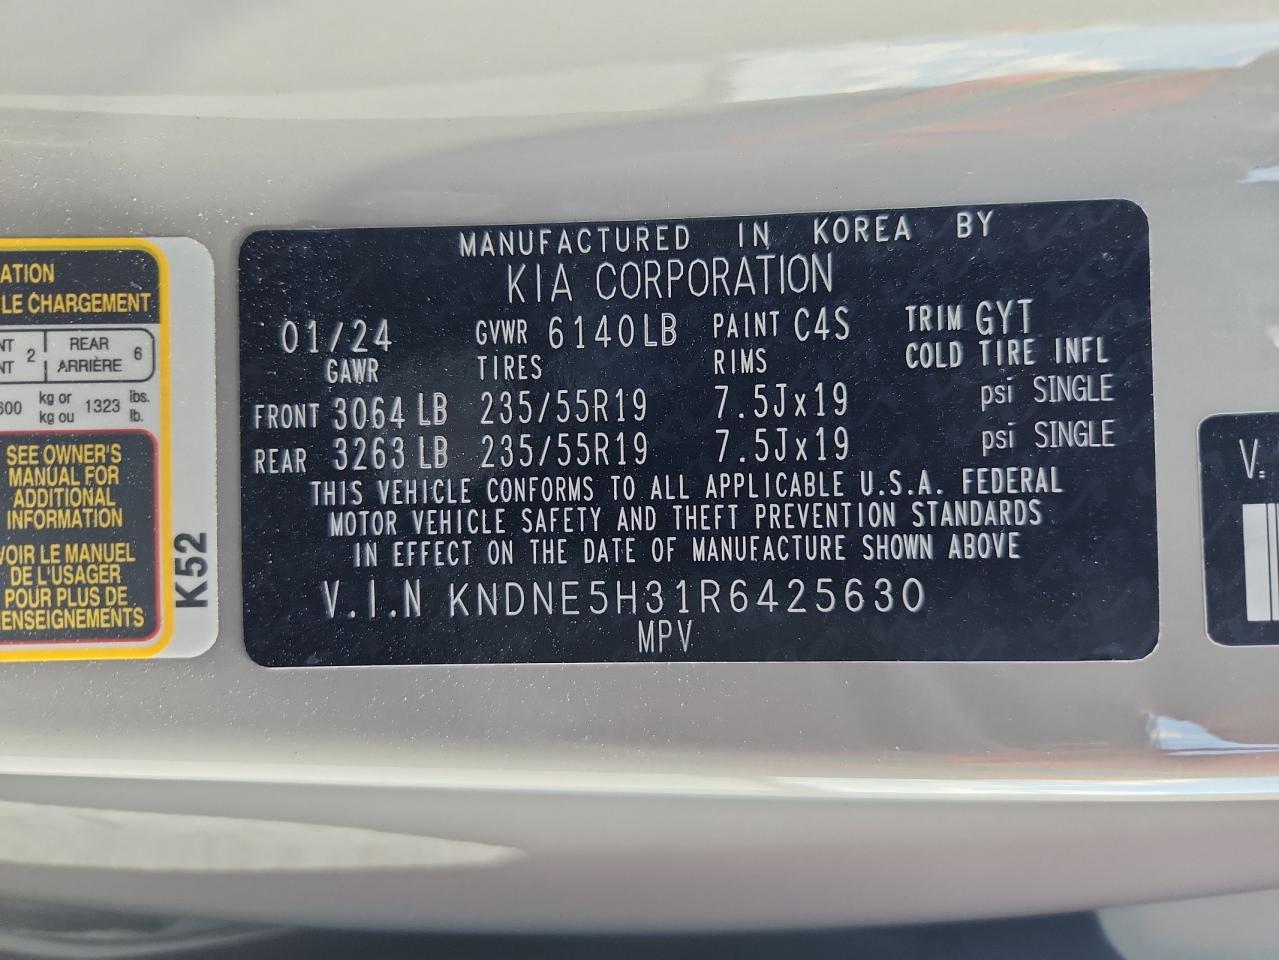 ATION
LE CHARGEMENT
NT 2 REAR 6
NT ARRIÈRE
600 kg or 1323 lbs.
kg ou lb.
SEE OWNER'S
MANUAL FOR
ADDITIONAL
INFORMATION
VOIR LE MANUEL
DE L'USAGER
POUR PLUS DE
RENSEIGNEMENTS
K52
MANUFACTURED IN KOREA BY
KIA CORPORATION
01/24 GVWR 6140LB PAINT C4S TRIM GYT
GAWR TIRES RIMS COLD TIRE INFL
FRONT 3064 LB 235/55R19 7.5Jx19 psi SINGLE
REAR 3263 LB 235/55R19 7.5Jx19 psi SINGLE
THIS VEHICLE CONFORMS TO ALL APPLICABLE U.S.A. FEDERAL
MOTOR VEHICLE SAFETY AND THEFT PREVENTION STANDARDS
IN EFFECT ON THE DATE OF MANUFACTURE SHOWN ABOVE
V.I.N KNDNE5H31R6425630
MPV
V.